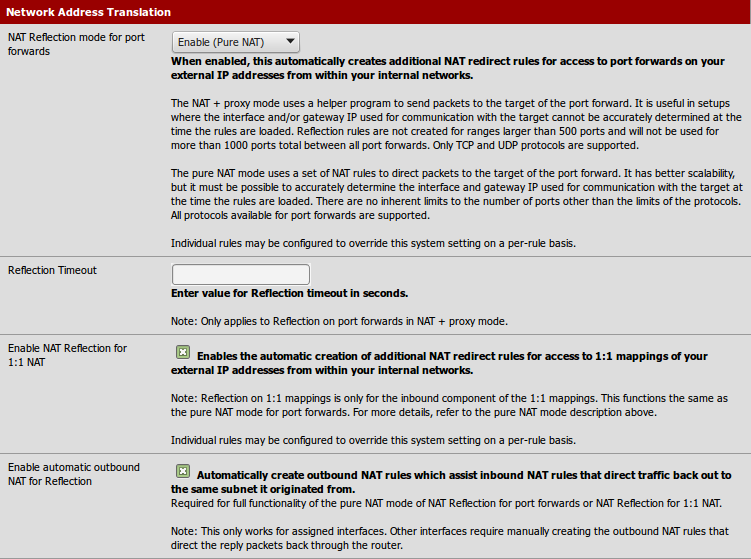 Network Address Translation
NAT Reflection mode for port
forwards
Enable (Pure NAT)
When enabled, this automatically creates additional NAT redirect rules for access to port forwards on your
external IP addresses from within your internal networks.
The NAT + proxy mode uses a helper program to send packets to the target of the port forward. It is useful in setups
where the interface and/or gateway IP used for communication with the target cannot be accurately determined at the
time the rules are loaded. Reflection rules are not created for ranges larger than 500 ports and will not be used for
more than 1000 ports total between all port forwards. Only TCP and UDP protocols are supported.
The pure NAT mode uses a set of NAT rules to direct packets to the target of the port forward. It has better scalability,
but it must be possible to accurately determine the interface and gateway IP used for communication with the target at
the time the rules are loaded. There are no inherent limits to the number of ports other than the limits of the protocols.
All protocols available for port forwards are supported.
Individual rules may be configured to override this system setting on a per-rule basis.
Reflection Timeout
Enter value for Reflection timeout in seconds.
Note: Only applies to Reflection on port forwards in NAT + proxy mode.
Enable NAT Reflection for
1:1 NAT
Enables the automatic creation of additional NAT redirect rules for access to 1:1 mappings of your
external IP addresses from within your internal networks.
Note: Reflection on 1:1 mappings is only for the inbound component of the 1:1 mappings. This functions the same as
the pure NAT mode for port forwards. For more details, refer to the pure NAT mode description above.
Individual rules may be configured to override this system setting on a per-rule basis.
Enable automatic outbound
NAT for Reflection
Automatically create outbound NAT rules which assist inbound NAT rules that direct traffic back out to
the same subnet it originated from.
Required for full functionality of the pure NAT mode of NAT Reflection for port forwards or NAT Reflection for 1:1 NAT.
Note: This only works for assigned interfaces. Other interfaces require manually creating the outbound NAT rules that
direct the reply packets back through the router.